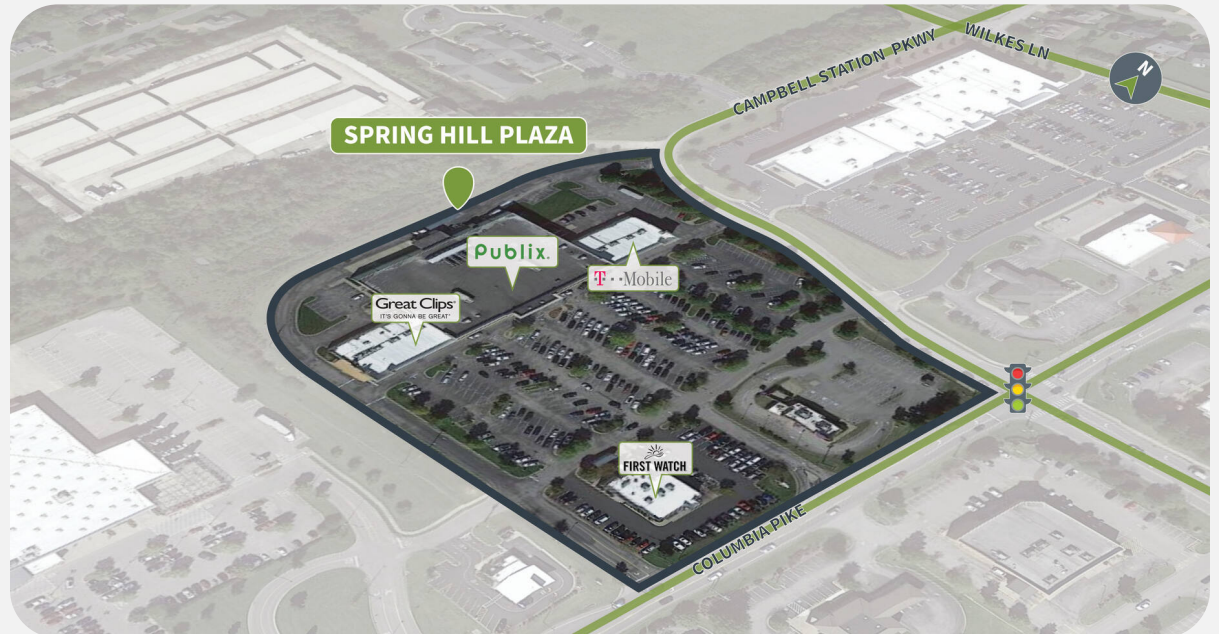 WILKES LN
CAMPBELL STATION PKWY
N
SPRING HILL PLAZA
Publix.
T··Mobile
Great Clips®
IT'S GONNA BE GREAT®
FIRST WATCH
COLUMBIA PIKE